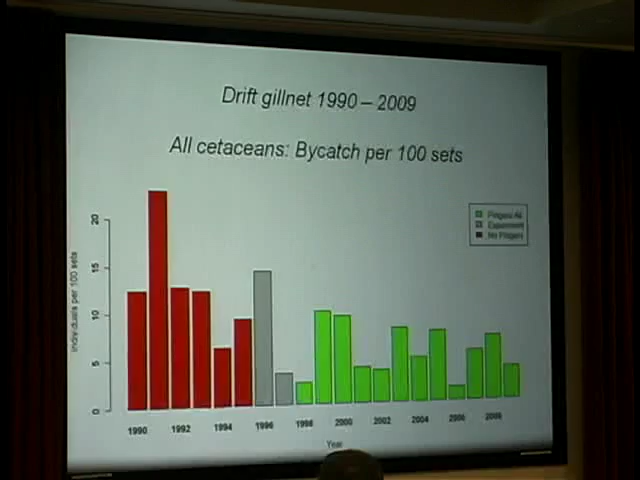 Drift gillnet 1990 – 2009
All cetaceans: Bycatch per 100 sets
Pingers All
Experiment
No Pingers
individuals per 100 sets
20
15
10
5
0
1990 1992 1994 1996 1998 2000 2002 2004 2006 2008
Year